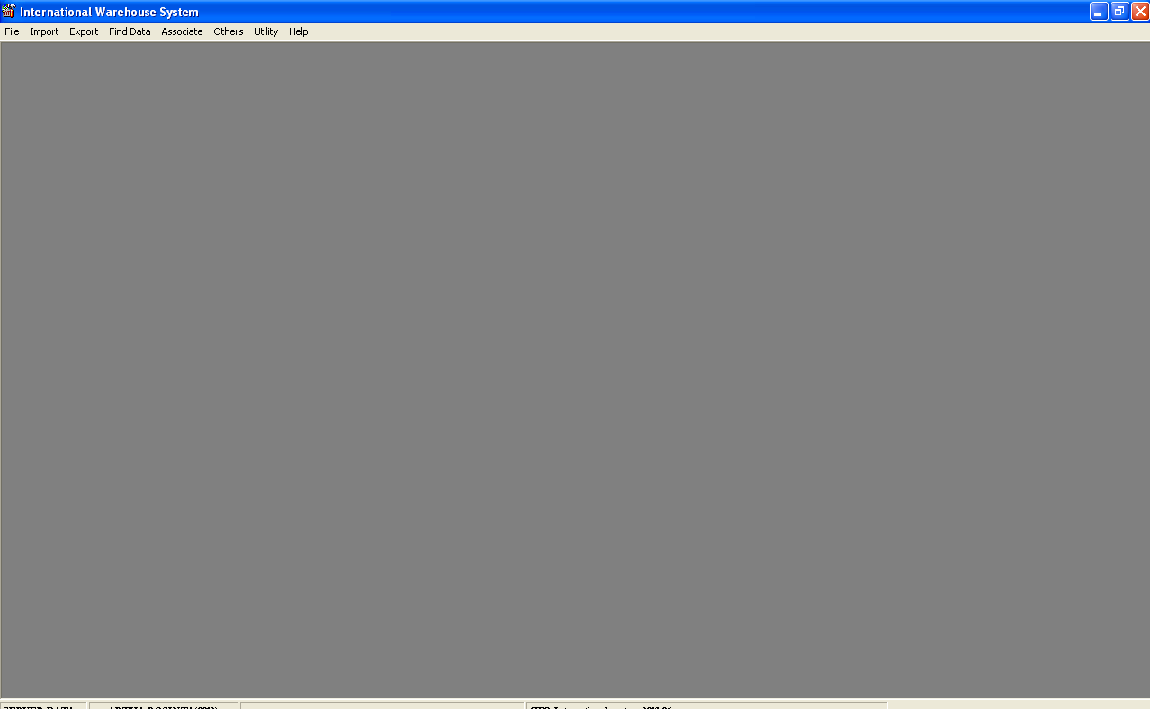 International Warehouse System
File Import Export Find Data Associate Others Utility Help